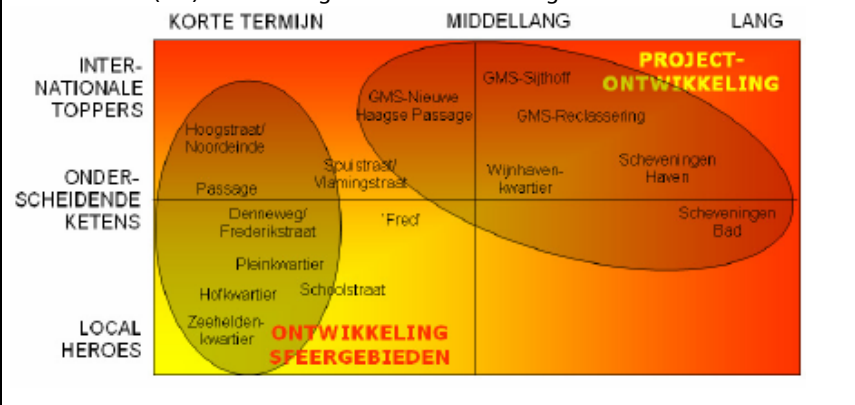 KORTE TERMIJN MIDDELLANG LANG
INTER-
NATIONALE
TOPPERS
PROJECT-
ONTWIKKELING
GMS-Sijthoff
GMS-Nieuwe
Haagse Passage
GMS-Reclassering
Hoogstraat/
Noordeinde
Spuistraat/
Vlamingstraat
Wijnhaven-
kwartier
Scheveningen
Haven
ONDER-
SCHEIDENDE
KETENS
Passage
Denneweg/
Frederikstraat
'Fred'
Scheveningen
Bad
Pleinkwartier
Hofkwartier
Schoolstraat
LOCAL
HEROES
Zeehelden-
kwartier
ONTWIKKELING
SFEERGEBIEDEN